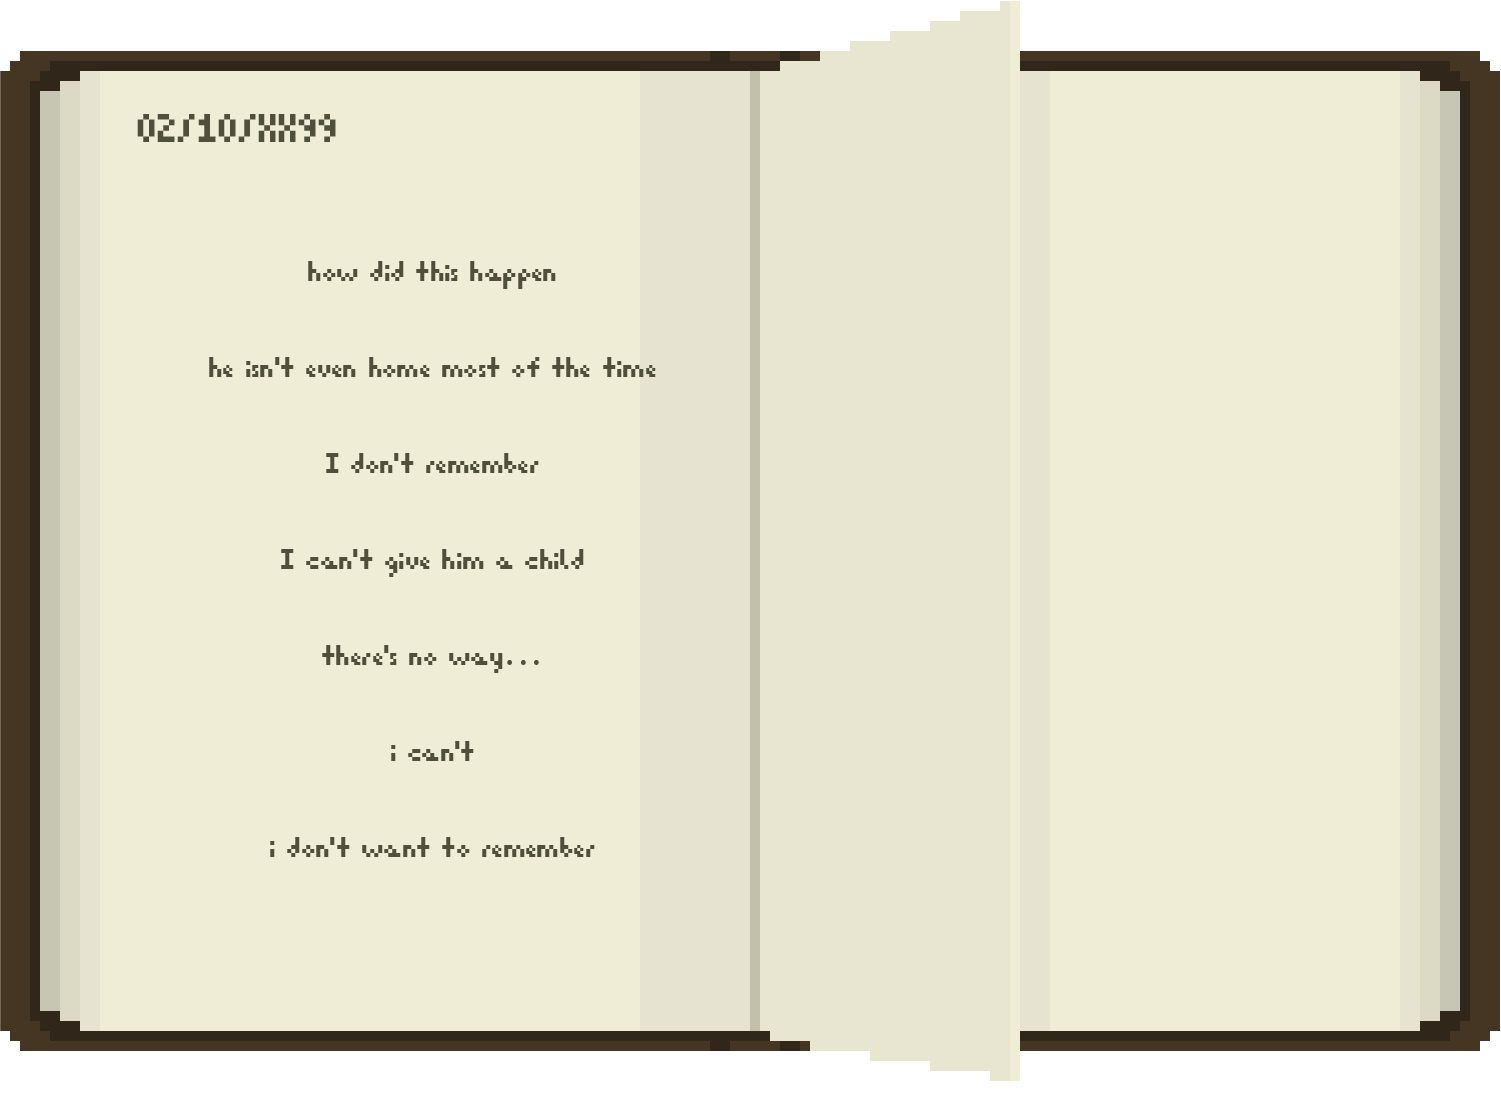 02/10/XX99
how did this happen
he isn't even home most of the time
I don't remember
I can't give him a child
there's no way...
i can't
i don't want to remember